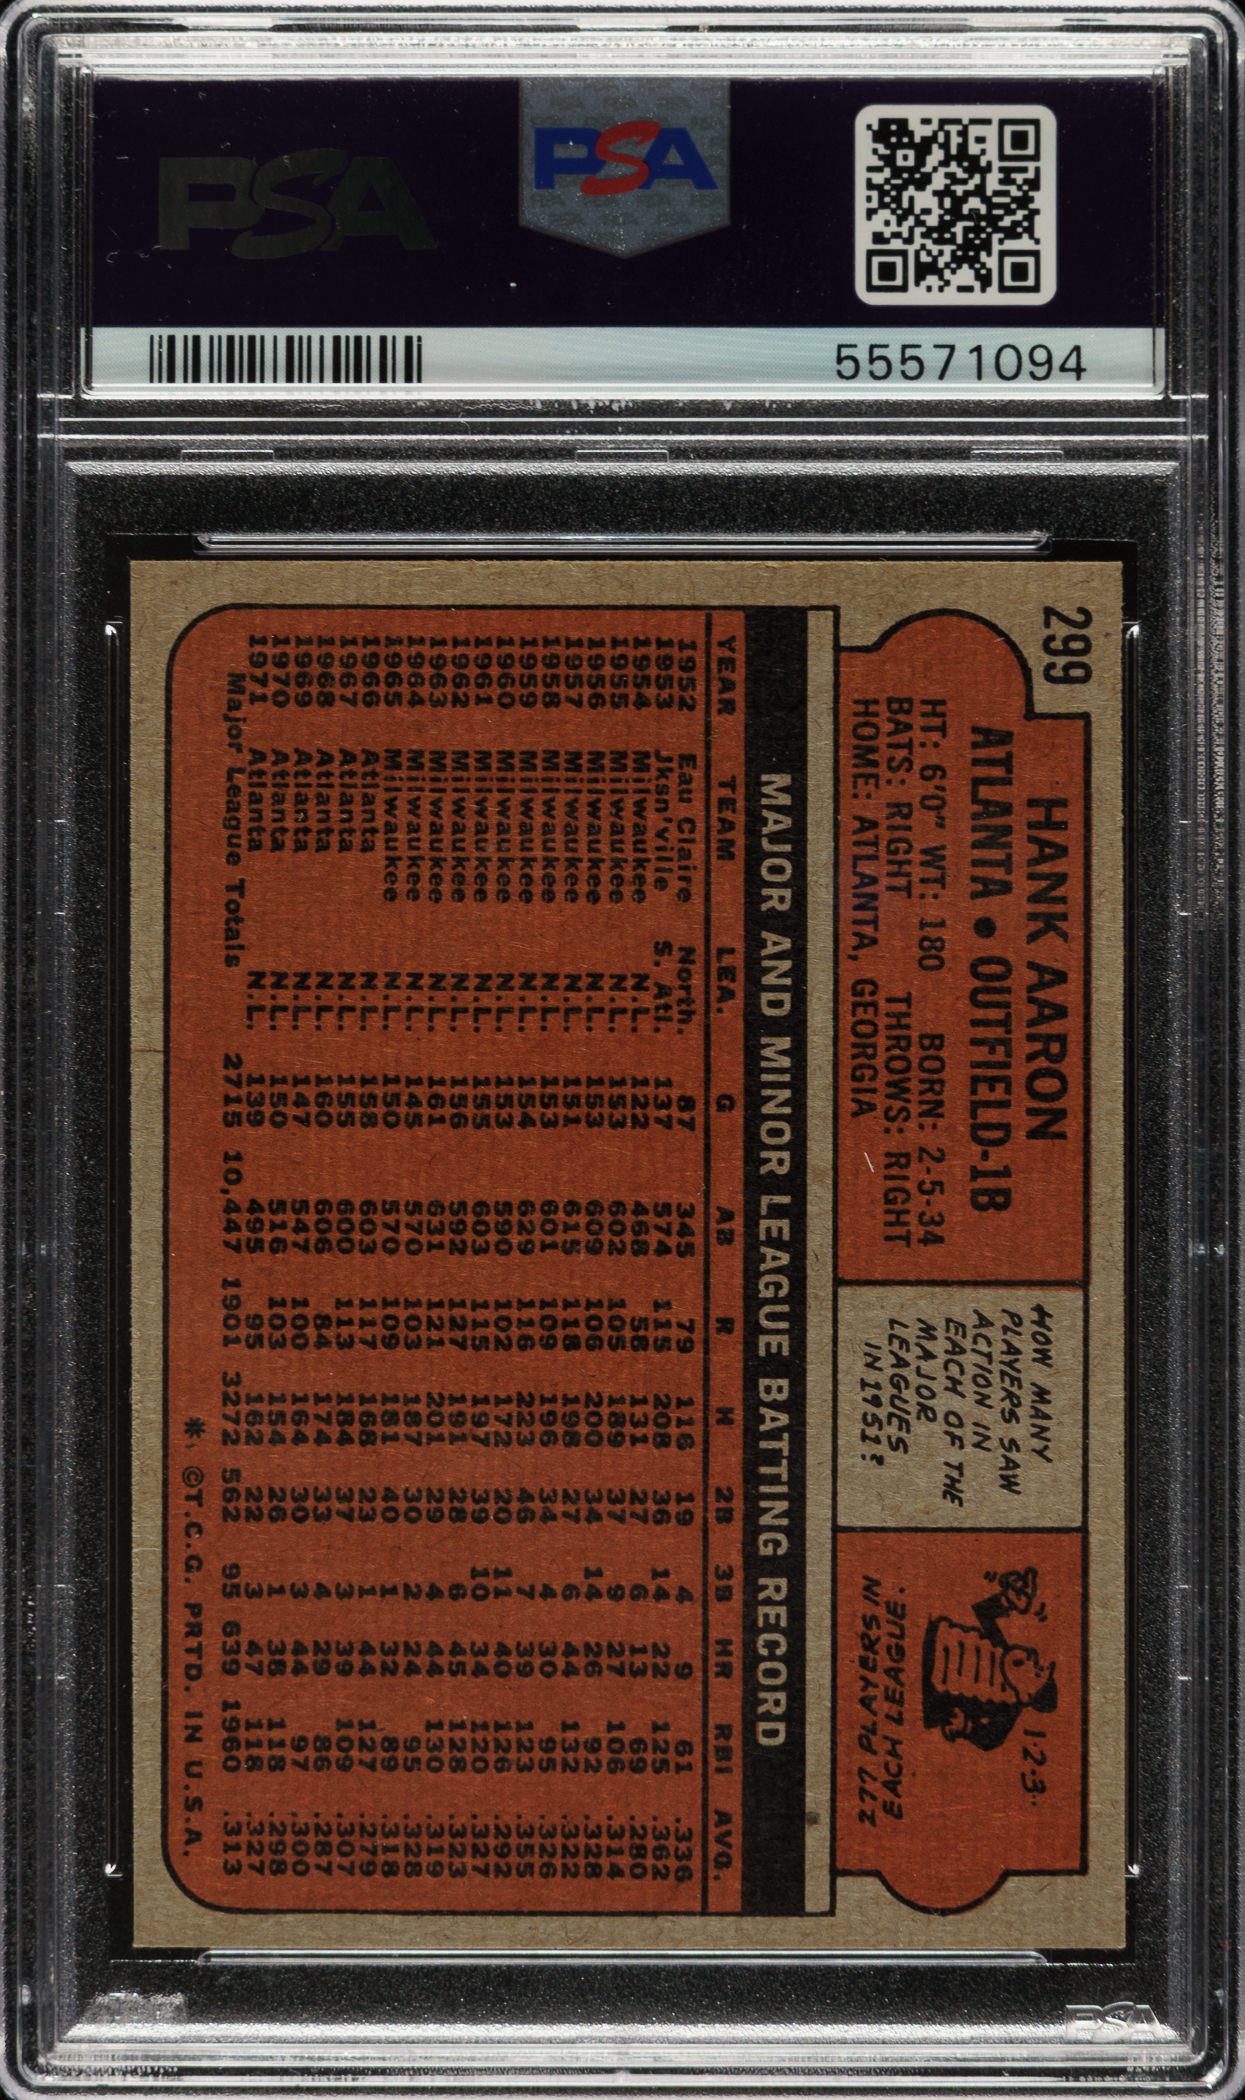 PSA
PSA
55571094
299
HANK AARON
ATLANTA • OUTFIELD-1B
HT: 6'0" WT: 180 BORN: 2-5-34
BATS: RIGHT THROWS: RIGHT
HOME: ATLANTA, GEORGIA
HOW MANY
PLAYERS SAW
ACTION IN
EACH OF THE
MAJOR
LEAGUES
IN 1951?
1-2-3..
277 PLAYERS IN
EACH LEAGUE.
MAJOR AND MINOR LEAGUE BATTING RECORD
YEAR TEAM LEA. G AB R H 2B 3B HR RBI AVG.
1952 Eau Claire North. 87 345 79 116 19 4 9 61 .336
1953 Jksn'ville S. Atl. 137 574 115 208 36 14 22 125 .362
1954 Milwaukee N.L. 122 468 58 131 27 6 13 69 .280
1955 Milwaukee N.L. 153 602 105 189 37 9 27 106 .314
1956 Milwaukee N.L. 153 609 106 200 34 14 26 92 .328
1957 Milwaukee N.L. 151 615 118 198 27 6 44 132 .322
1958 Milwaukee N.L. 153 601 109 196 34 4 30 95 .326
1959 Milwaukee N.L. 154 629 116 223 46 7 39 123 .355
1960 Milwaukee N.L. 153 590 102 172 20 11 40 126 .292
1961 Milwaukee N.L. 155 603 115 197 39 10 34 120 .327
1962 Milwaukee N.L. 156 592 127 191 28 6 45 128 .323
1963 Milwaukee N.L. 161 631 121 201 29 4 44 130 .319
1964 Milwaukee N.L. 145 570 103 187 30 2 24 95 .328
1965 Milwaukee N.L. 150 570 109 181 40 1 32 89 .318
1966 Atlanta N.L. 158 603 117 168 23 1 44 127 .279
1967 Atlanta N.L. 155 600 113 184 37 3 39 109 .307
1968 Atlanta N.L. 160 606 84 174 33 4 29 86 .287
1969 Atlanta N.L. 147 547 100 164 30 3 44 97 .300
1970 Atlanta N.L. 150 516 103 154 26 1 38 118 .298
1971 Atlanta N.L. 139 495 95 162 22 3 47 118 .327
Major League Totals 2715 10,447 1901 3272 562 95 639 1960 .313
* ©T.C.G. PRTD. IN U.S.A.
PSA